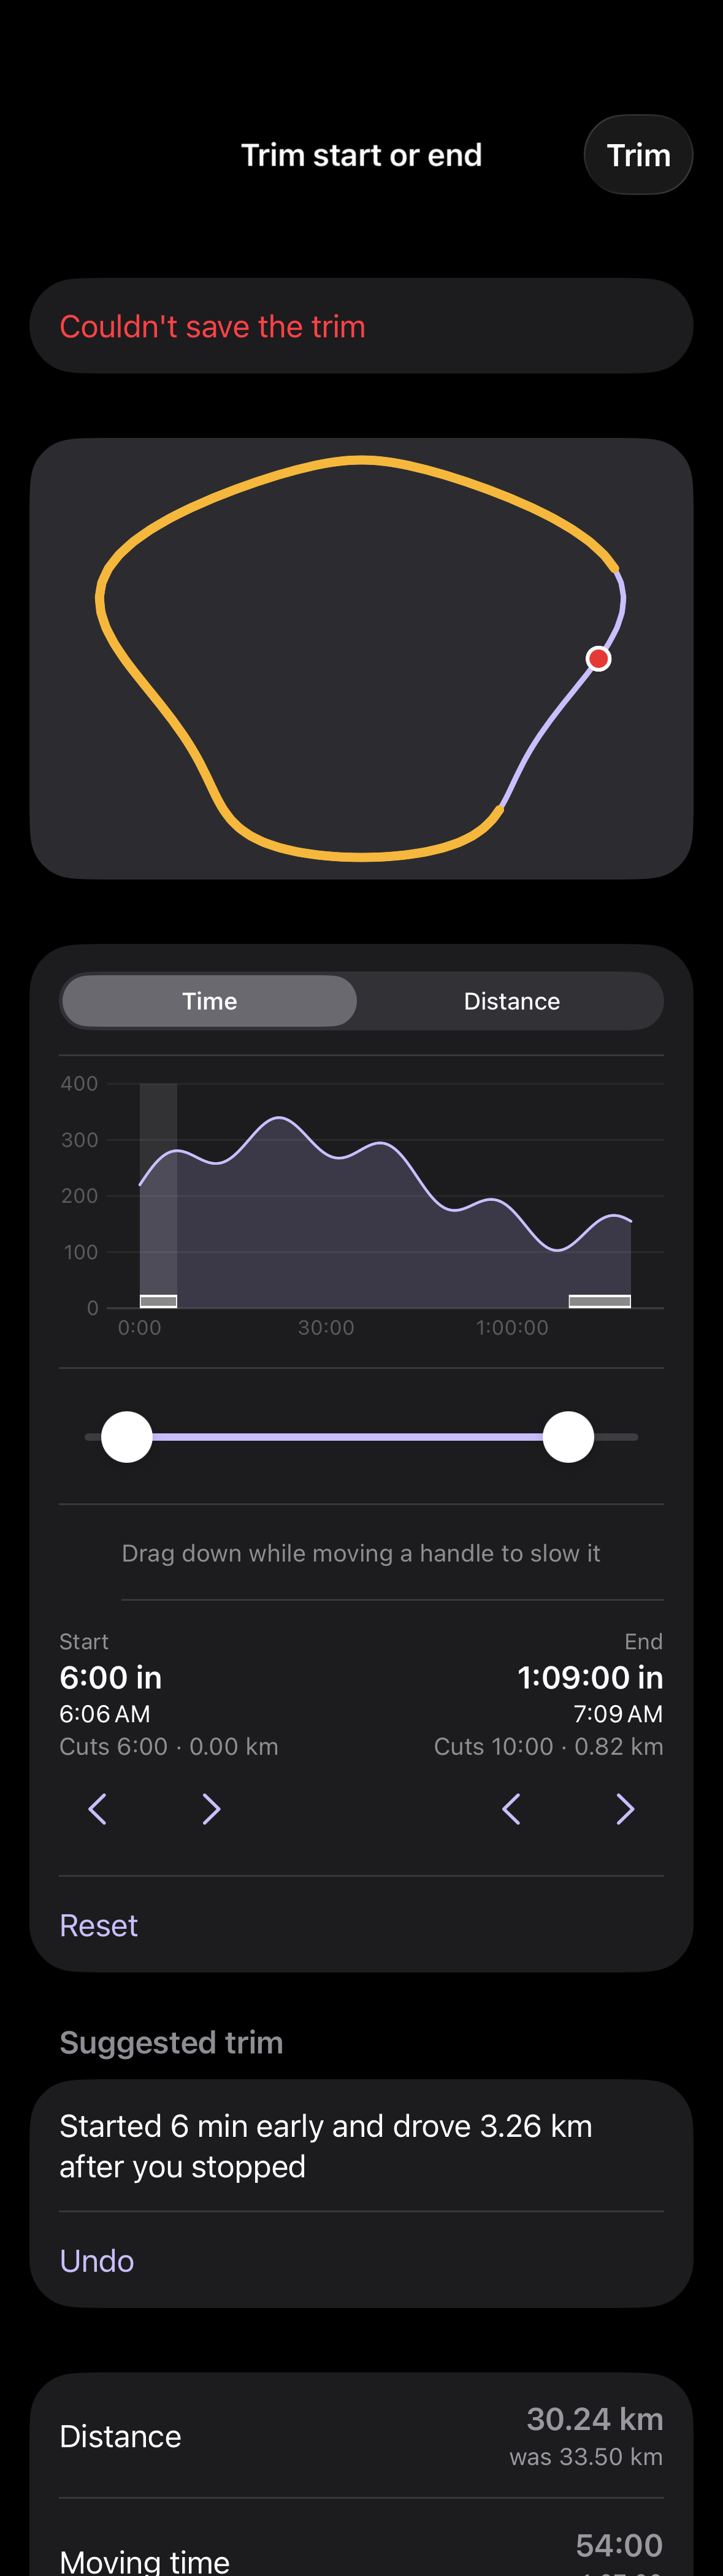 Trim start or end
Trim
Couldn't save the trim
Time
Distance
400
300
200
100
0
0:00
30:00
1:00:00
Drag down while moving a handle to slow it
Start
End
6:00 in
1:09:00 in
6:06 AM
7:09 AM
Cuts 6:00 · 0.00 km
Cuts 10:00 · 0.82 km
Reset
Suggested trim
Started 6 min early and drove 3.26 km
after you stopped
Undo
Distance
30.24 km
was 33.50 km
Moving time
54:00